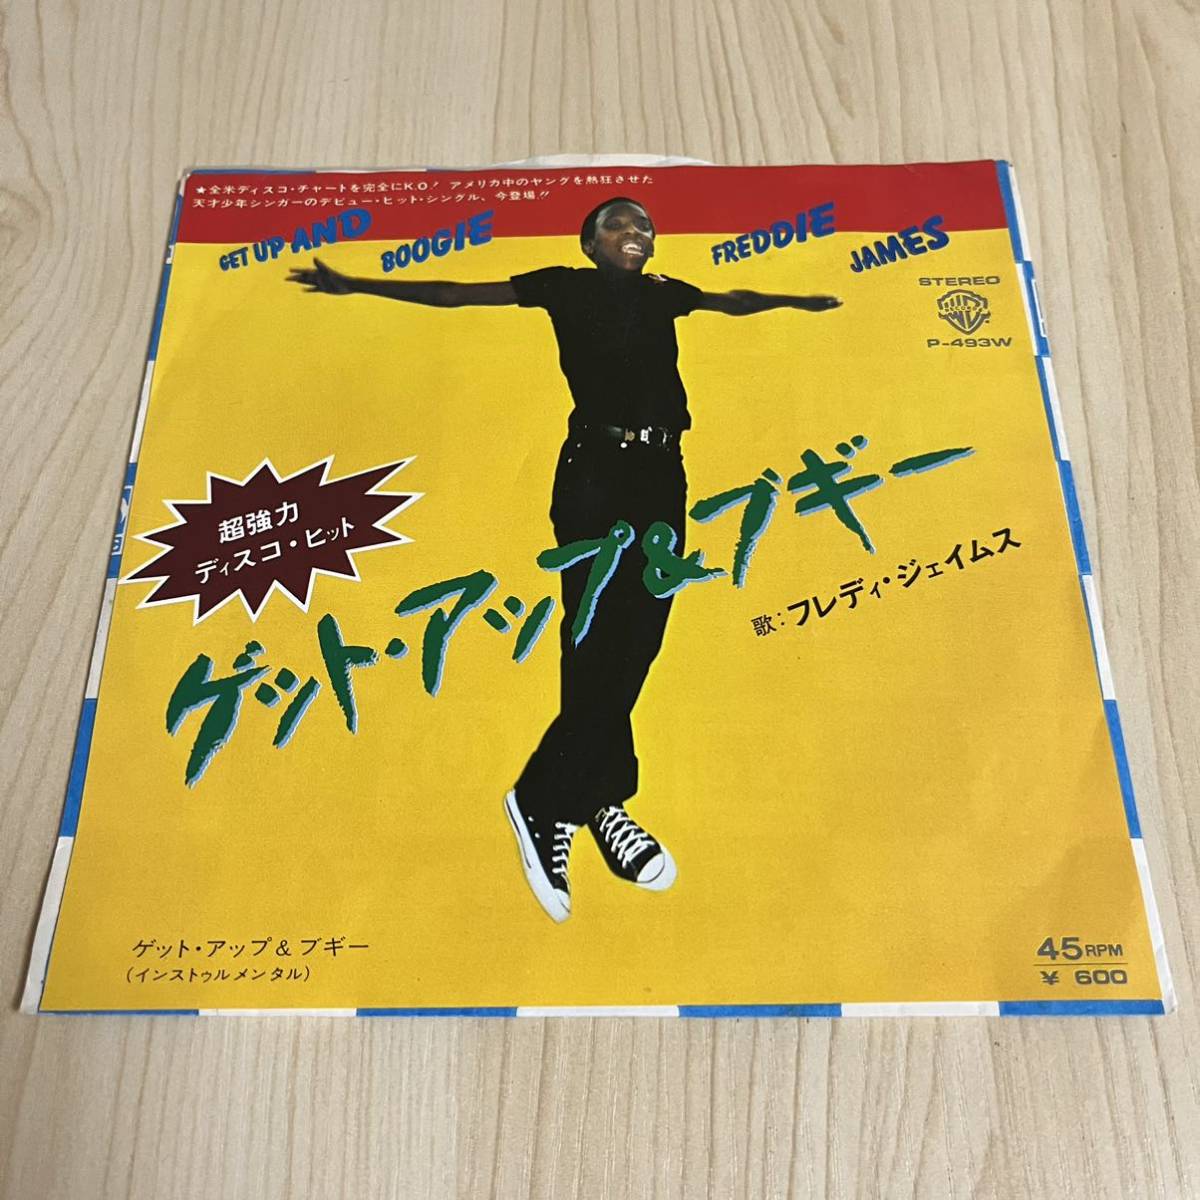 ★全米ディスコ・チャートを完全にK.O! アメリカ中のヤングを熱狂させた
天才少年シンガーのデビュー・ヒット・シングル、今登場!!
GET UP AND BOOGIE FREDDIE JAMES
STEREO
P-493W
超強力
ディスコ・ヒット
ゲット・アップ&ブギー
歌:フレディ・ジェイムス
ゲット・アップ&ブギー
(インストゥルメンタル)
45RPM
¥ 600